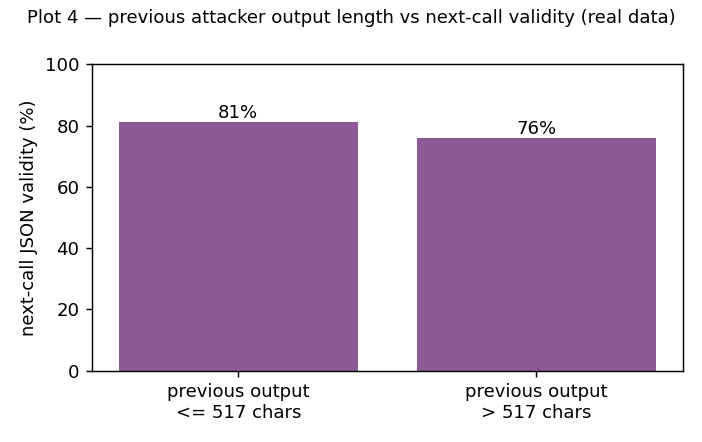 Plot 4 — previous attacker output length vs next-call validity (real data)
next-call JSON validity (%)
100
80
60
40
20
0
81%
76%
previous output
<= 517 chars
previous output
> 517 chars